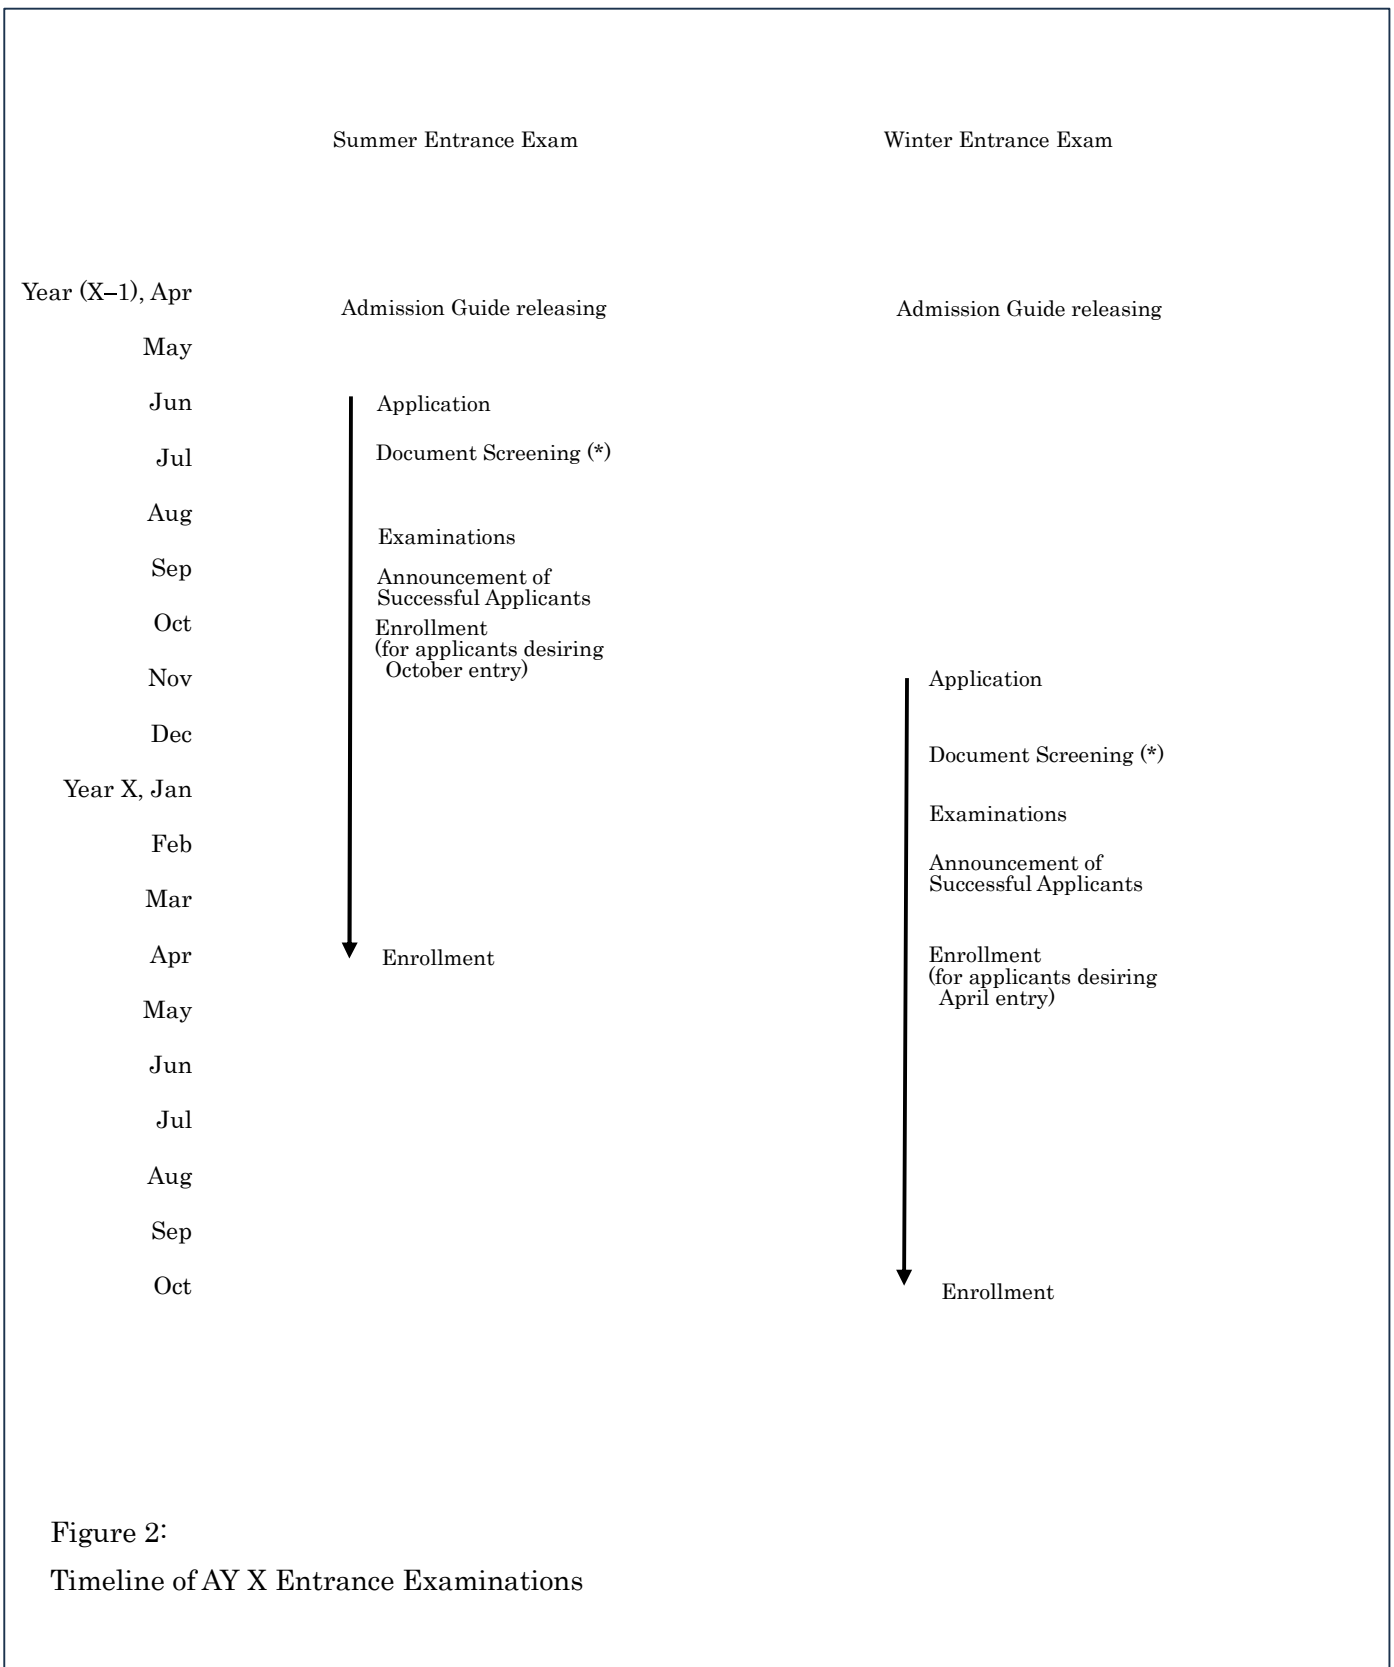 Summer Entrance Exam
Winter Entrance Exam
Year (X–1), Apr
Admission Guide releasing
Admission Guide releasing
May
Jun
Application
Jul
Document Screening (*)
Aug
Examinations
Sep
Announcement of
Successful Applicants
Oct
Enrollment
(for applicants desiring
October entry)
Nov
Application
Dec
Document Screening (*)
Year X, Jan
Examinations
Feb
Announcement of
Successful Applicants
Mar
Apr
Enrollment
Enrollment
(for applicants desiring
April entry)
May
Jun
Jul
Aug
Sep
Oct
Enrollment
Figure 2:
Timeline of AY X Entrance Examinations